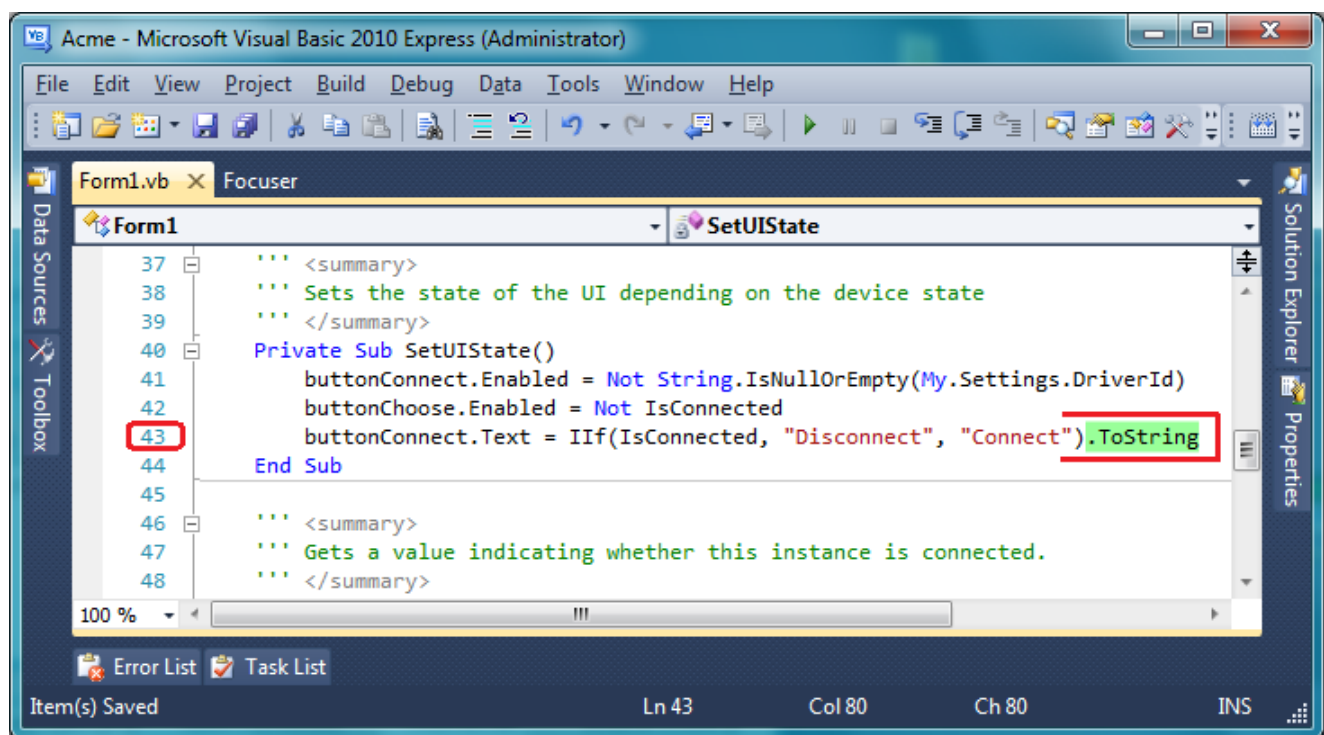 Acme - Microsoft Visual Basic 2010 Express (Administrator)
File Edit View Project Build Debug Data Tools Window Help
Form1.vb Focuser
Data Sources
Toolbox
Form1 SetUIState
37 ''' <summary>
38 ''' Sets the state of the UI depending on the device state
39 ''' </summary>
40 Private Sub SetUIState()
41 buttonConnect.Enabled = Not String.IsNullOrEmpty(My.Settings.DriverId)
42 buttonChoose.Enabled = Not IsConnected
43 buttonConnect.Text = IIf(IsConnected, "Disconnect", "Connect").ToString
44 End Sub
45
46 ''' <summary>
47 ''' Gets a value indicating whether this instance is connected.
48 ''' </summary>
100 %
Solution Explorer
Properties
Error List Task List
Item(s) Saved Ln 43 Col 80 Ch 80 INS